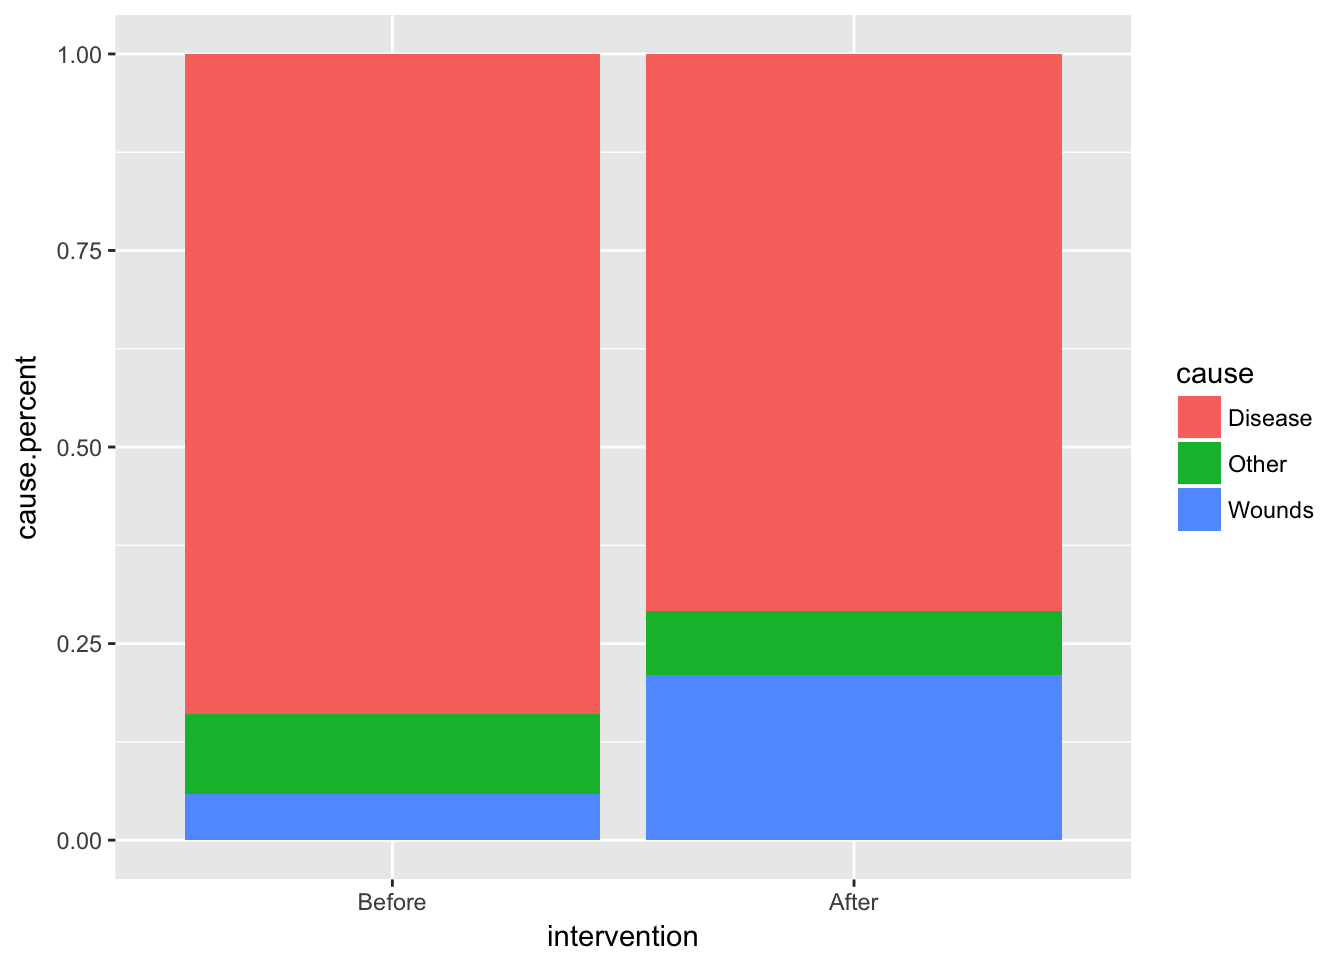 1.00
0.75
0.50
0.25
0.00
cause.percent
Before
After
intervention
cause
Disease
Other
Wounds